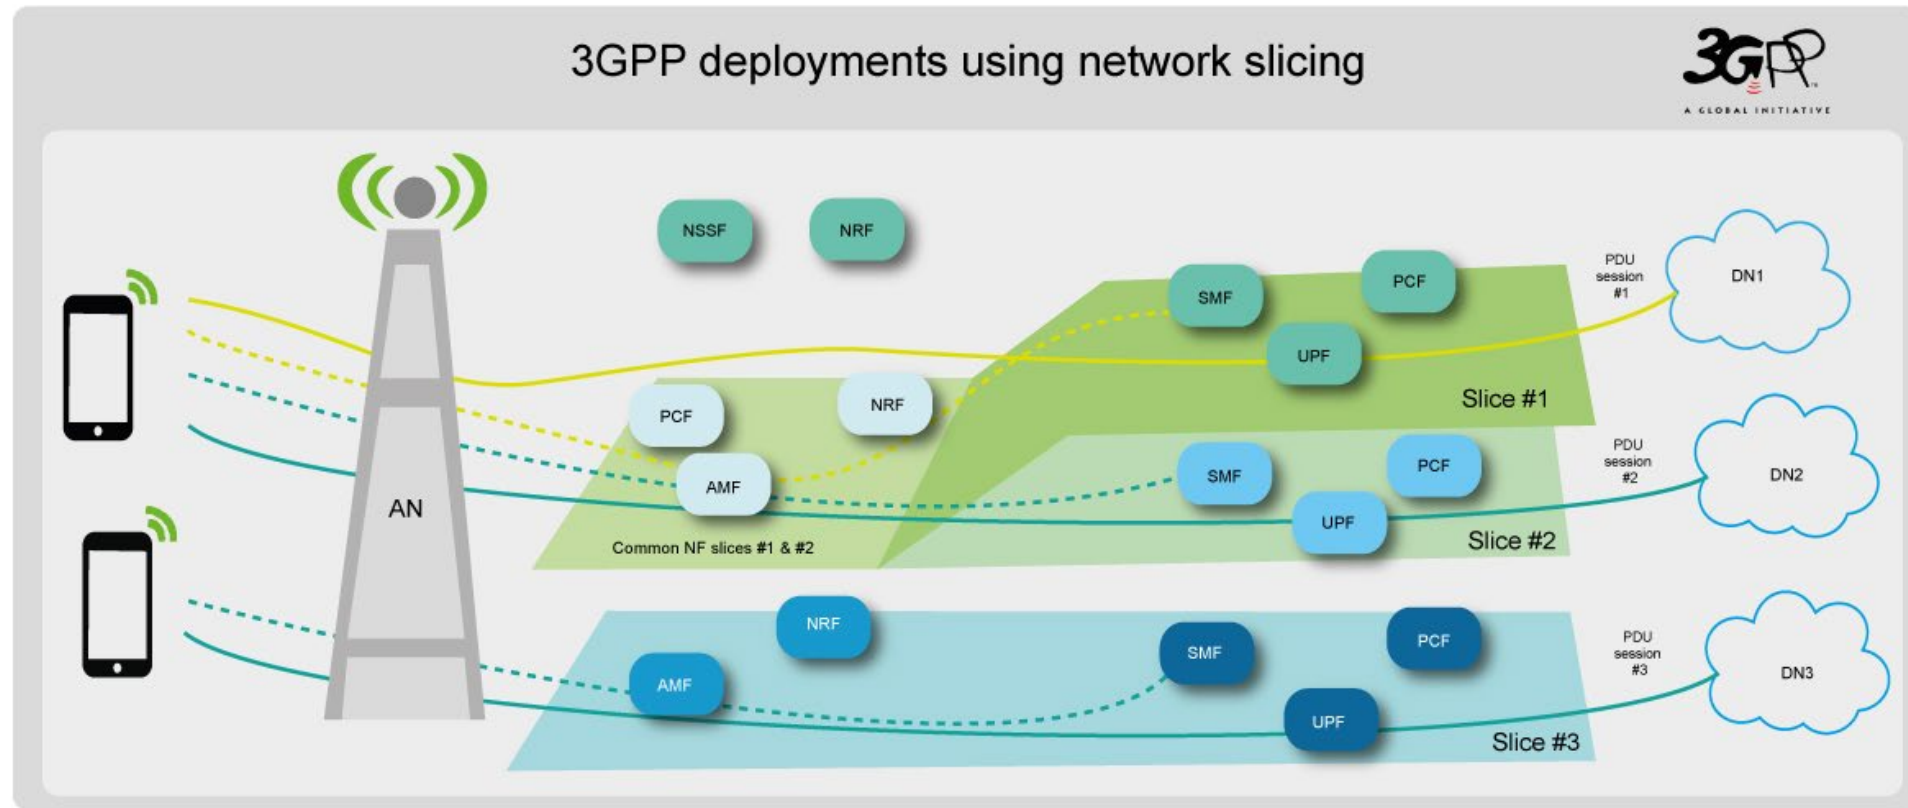 3GPP deployments using network slicing
3GPP
A GLOBAL INITIATIVE
NSSF
NRF
SMF
PCF
UPF
Slice #1
PDU
session
#1
DN1
PCF
NRF
AMF
Common NF slices #1 & #2
SMF
PCF
UPF
Slice #2
PDU
session
#2
DN2
AN
NRF
AMF
SMF
PCF
UPF
Slice #3
PDU
session
#3
DN3